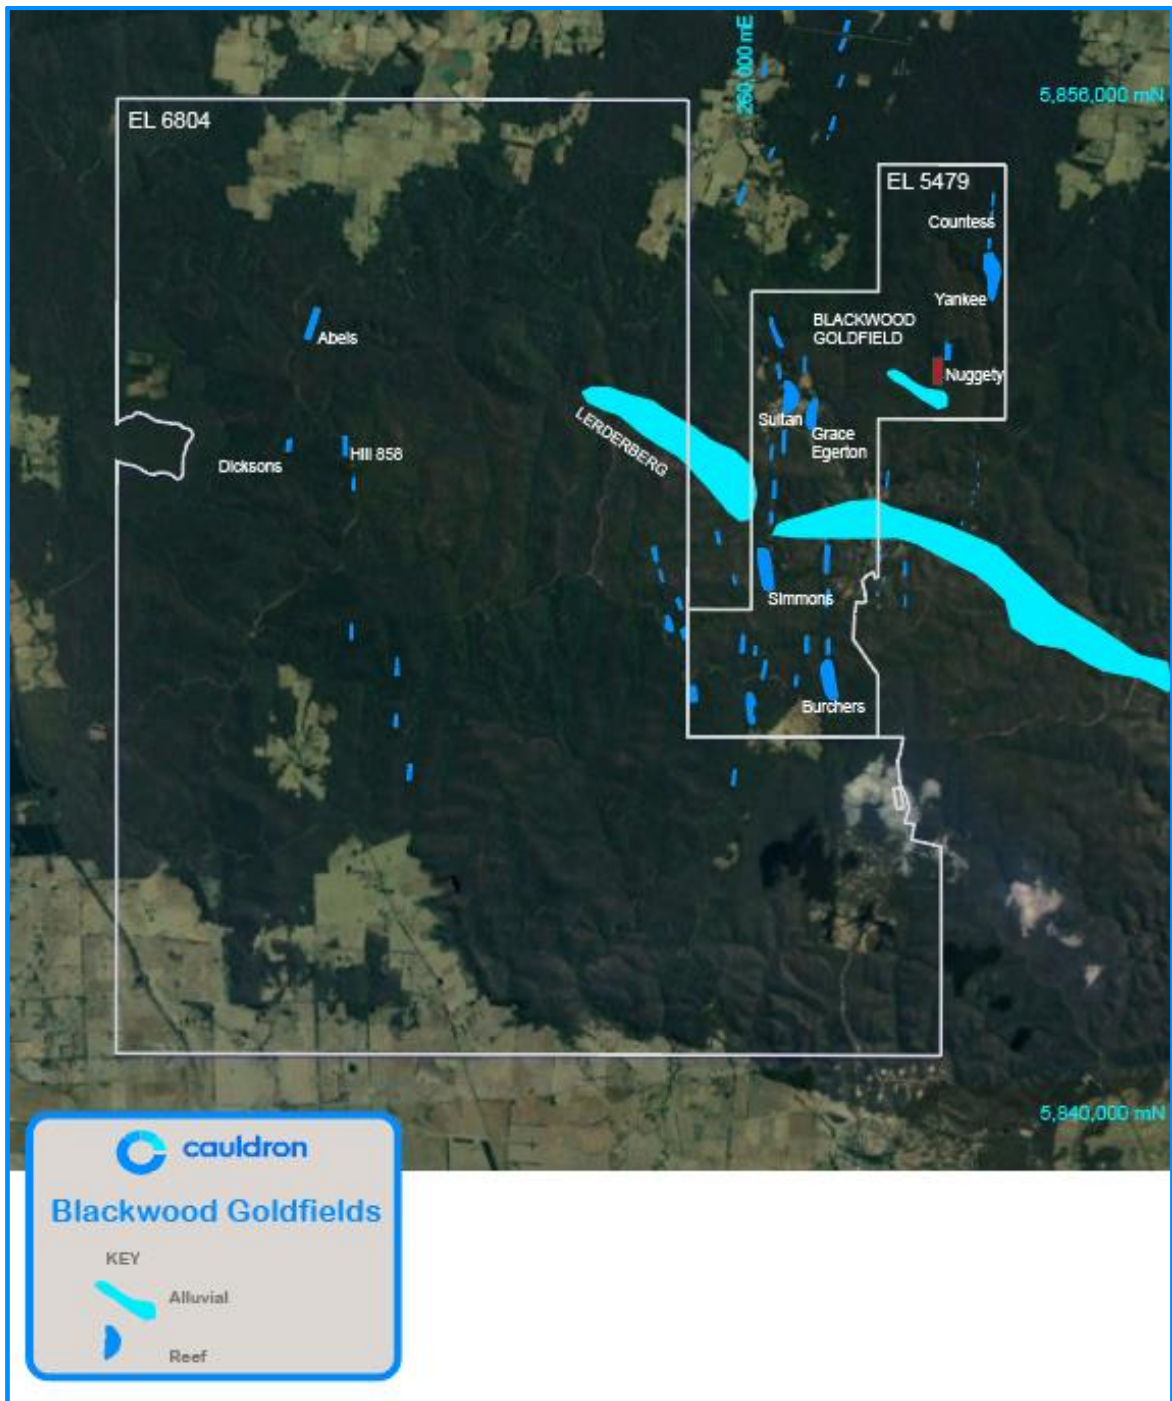 260,000 mE
5,856,000 mN
EL 6804
EL 5479
Countess
Yankee
BLACKWOOD
GOLDFIELD
Abels
Nuggety
LERDERBERG
Sultan
Grace
Egerton
Dicksons
Hill 858
Simmons
Burchers
5,840,000 mN
cauldron
Blackwood Goldfields
KEY
Alluvial
Reef